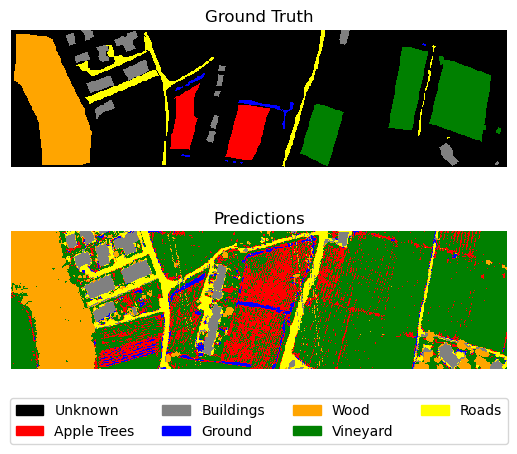 Ground Truth
Predictions
Unknown Buildings Wood Roads
Apple Trees Ground Vineyard